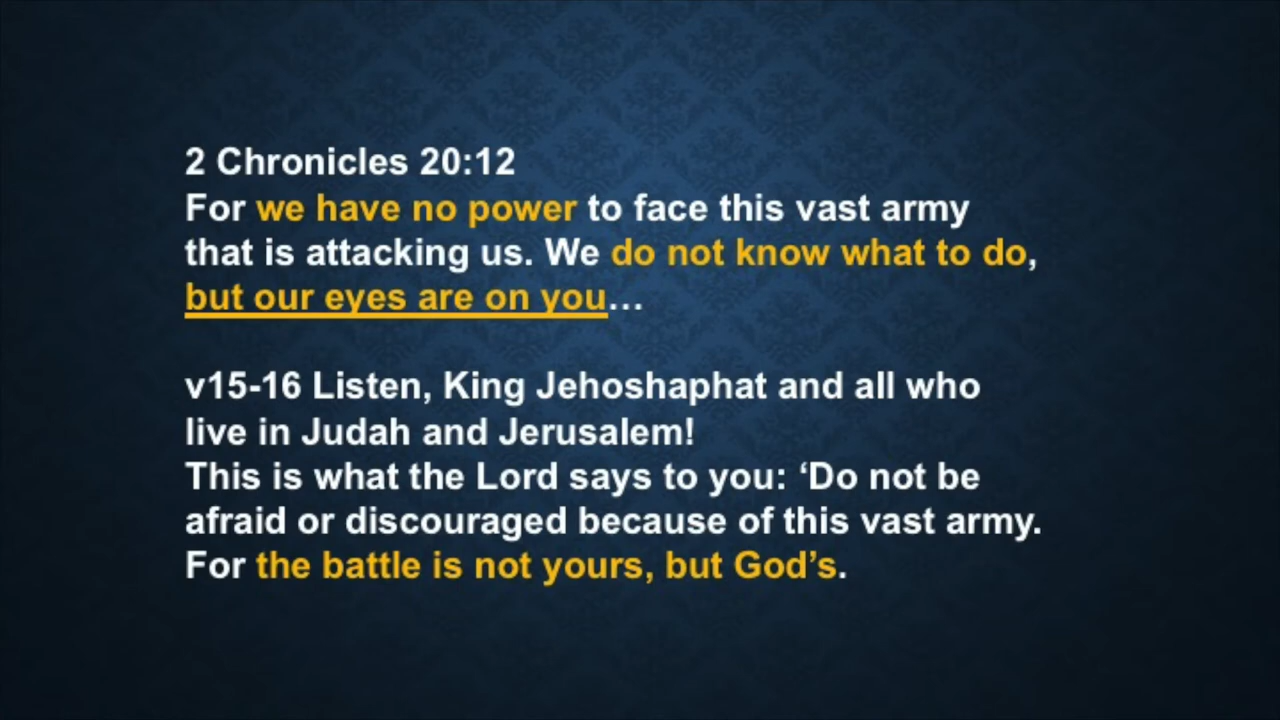 2 Chronicles 20:12
For we have no power to face this vast army
that is attacking us. We do not know what to do,
but our eyes are on you…
v15-16 Listen, King Jehoshaphat and all who
live in Judah and Jerusalem!
This is what the Lord says to you: ‘Do not be
afraid or discouraged because of this vast army.
For the battle is not yours, but God’s.